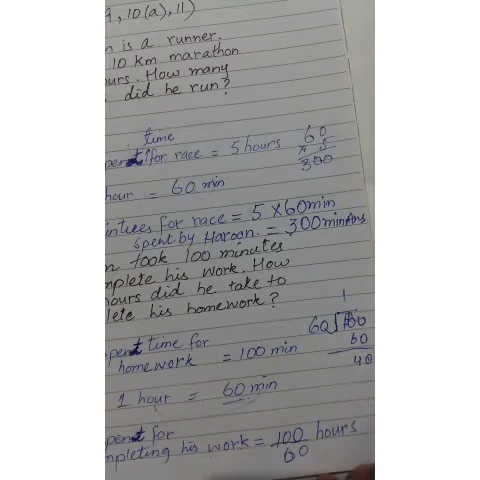 9, 10(a), 11)
n is a runner.
10 km marathon
ours. How many
did he run?
time
spent for race = 5 hours
60
× 5
300
hour = 60 min
for race = 5 × 60 min
spent by Haroon. = 300 min Ans
n took 100 minutes
mplete his work. How
hours did he take to
lete his homework?
spent time for
homework = 100 min
1
60 100
60
40
1 hour = 60 min
spent for
mpleting his work = 100/60 hours